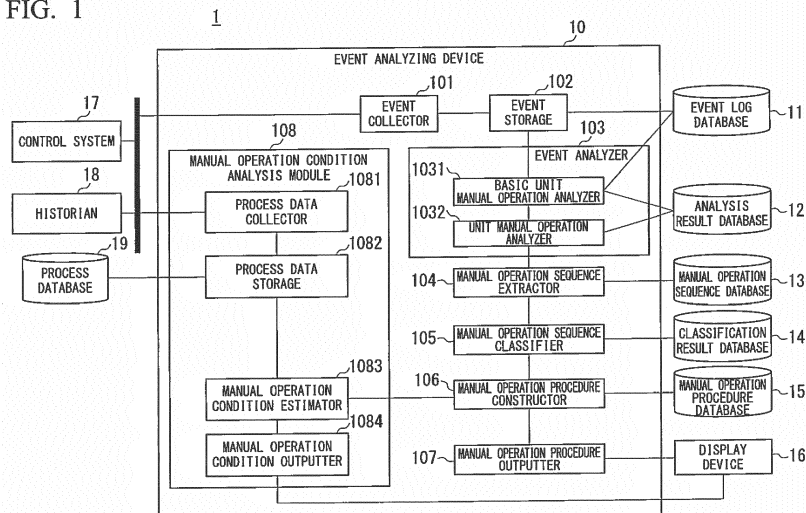 FIG. 1
1
10
EVENT ANALYZING DEVICE
101
EVENT
COLLECTOR
102
EVENT
STORAGE
EVENT LOG
DATABASE
11
17
CONTROL SYSTEM
18
HISTORIAN
19
PROCESS
DATABASE
108
MANUAL OPERATION CONDITION
ANALYSIS MODULE
1081
PROCESS DATA
COLLECTOR
1082
PROCESS DATA
STORAGE
1083
MANUAL OPERATION
CONDITION ESTIMATOR
1084
MANUAL OPERATION
CONDITION OUTPUTTER
103
EVENT ANALYZER
1031
BASIC UNIT
MANUAL OPERATION ANALYZER
1032
UNIT MANUAL OPERATION
ANALYZER
ANALYSIS
RESULT DATABASE
12
104
MANUAL OPERATION SEQUENCE
EXTRACTOR
MANUAL OPERATION
SEQUENCE DATABASE
13
105
MANUAL OPERATION SEQUENCE
CLASSIFIER
CLASSIFICATION
RESULT DATABASE
14
106
MANUAL OPERATION PROCEDURE
CONSTRUCTOR
MANUAL OPERATION
PROCEDURE
DATABASE
15
107
MANUAL OPERATION PROCEDURE
OUTPUTTER
DISPLAY
DEVICE
16